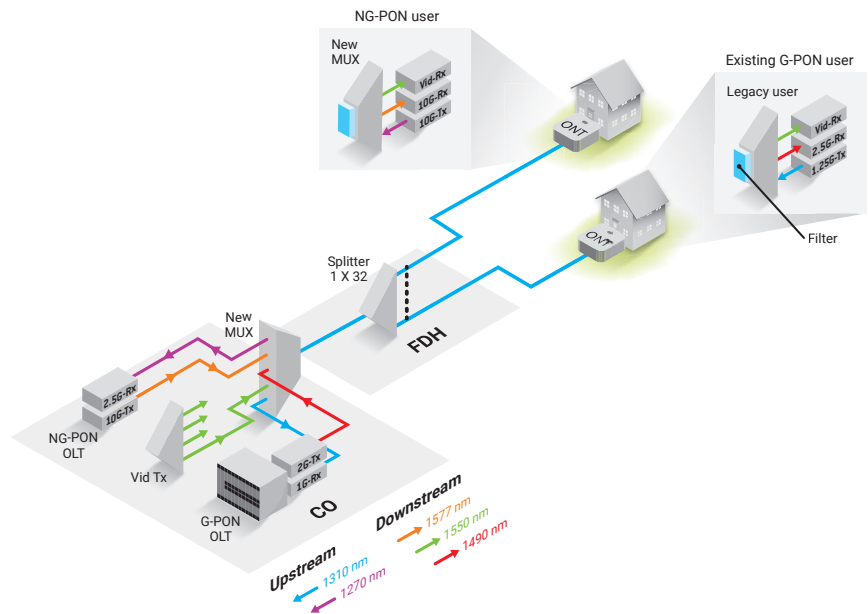 NG-PON user
New
MUX
Vid-Rx
10G-Rx
10G-Tx
ONT
Existing G-PON user
Legacy user
Vid-Rx
2.5G-Rx
1.25G-Tx
Filter
ONT
Splitter
1 X 32
FDH
New
MUX
2.5G-Rx
10G-Tx
NG-PON
OLT
Vid Tx
2G-Tx
1G-Rx
G-PON
OLT
CO
Upstream
1310 nm
1270 nm
Downstream
1577 nm
1550 nm
1490 nm